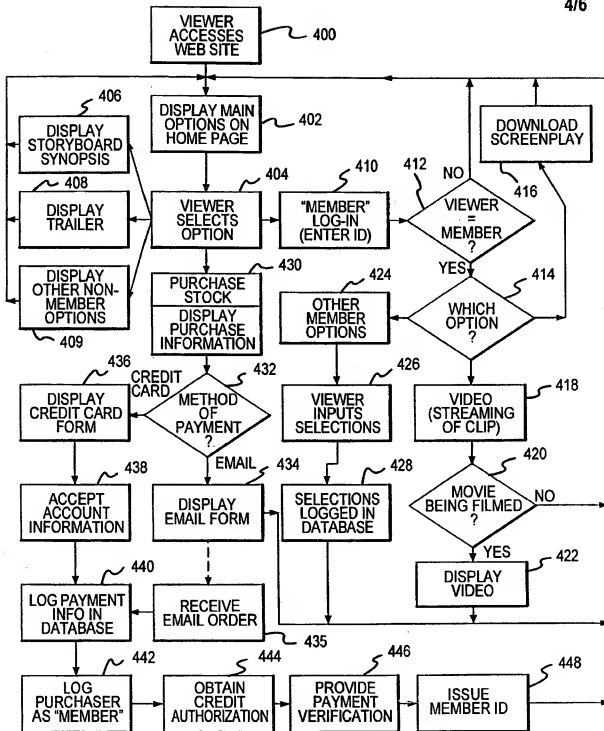 4/6
VIEWER
ACCESSES
WEB SITE
400
406
DISPLAY
STORYBOARD
SYNOPSIS
DISPLAY MAIN
OPTIONS ON
HOME PAGE
402
DOWNLOAD
SCREENPLAY
416
408
DISPLAY
TRAILER
404
VIEWER
SELECTS
OPTION
410
"MEMBER"
LOG-IN
(ENTER ID)
412
NO
VIEWER
=
MEMBER
?
YES
DISPLAY
OTHER NON-
MEMBER
OPTIONS
409
430
PURCHASE
STOCK
DISPLAY
PURCHASE
INFORMATION
424
OTHER
MEMBER
OPTIONS
414
WHICH
OPTION
?
436
DISPLAY
CREDIT CARD
FORM
CREDIT
CARD
432
METHOD
OF
PAYMENT
?
EMAIL
426
VIEWER
INPUTS
SELECTIONS
418
VIDEO
(STREAMING
OF CLIP)
438
ACCEPT
ACCOUNT
INFORMATION
434
DISPLAY
EMAIL FORM
428
SELECTIONS
LOGGED IN
DATABASE
420
MOVIE
BEING FILMED
?
NO
YES
440
LOG PAYMENT
INFO IN
DATABASE
RECEIVE
EMAIL ORDER
435
422
DISPLAY
VIDEO
442
LOG
PURCHASER
AS "MEMBER"
444
OBTAIN
CREDIT
AUTHORIZATION
446
PROVIDE
PAYMENT
VERIFICATION
448
ISSUE
MEMBER ID